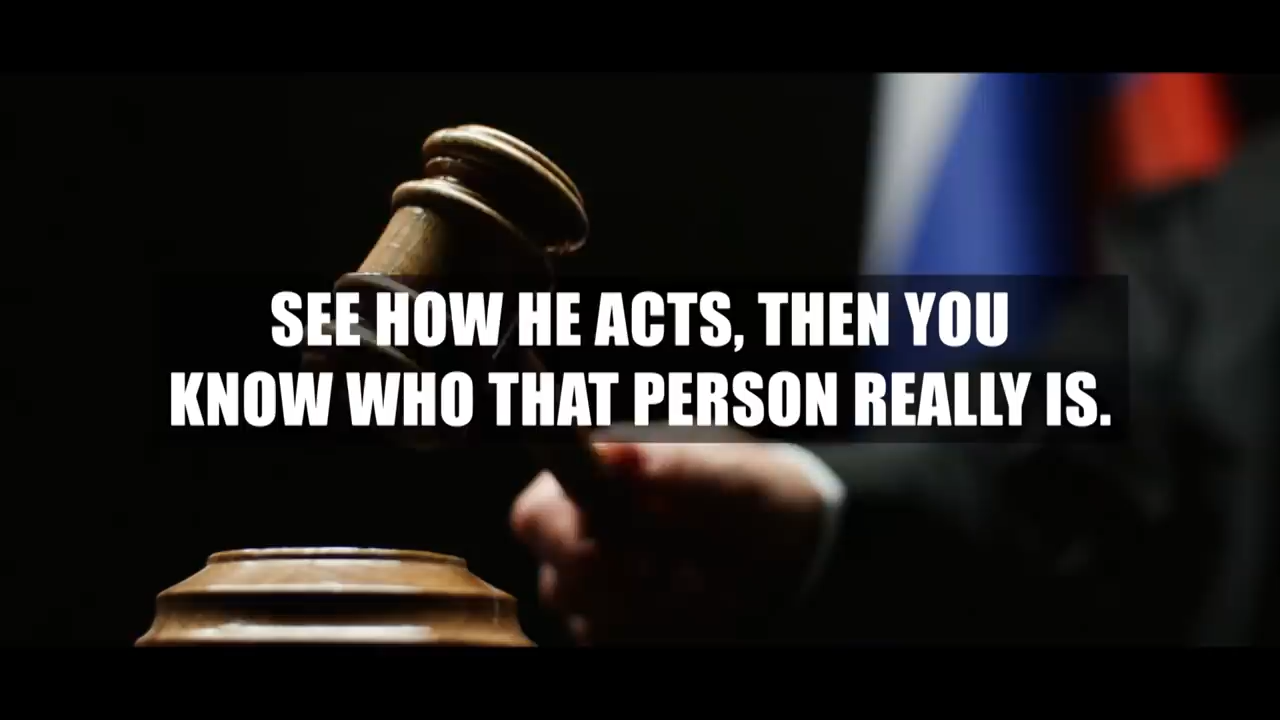 SEE HOW HE ACTS, THEN YOU
KNOW WHO THAT PERSON REALLY IS.